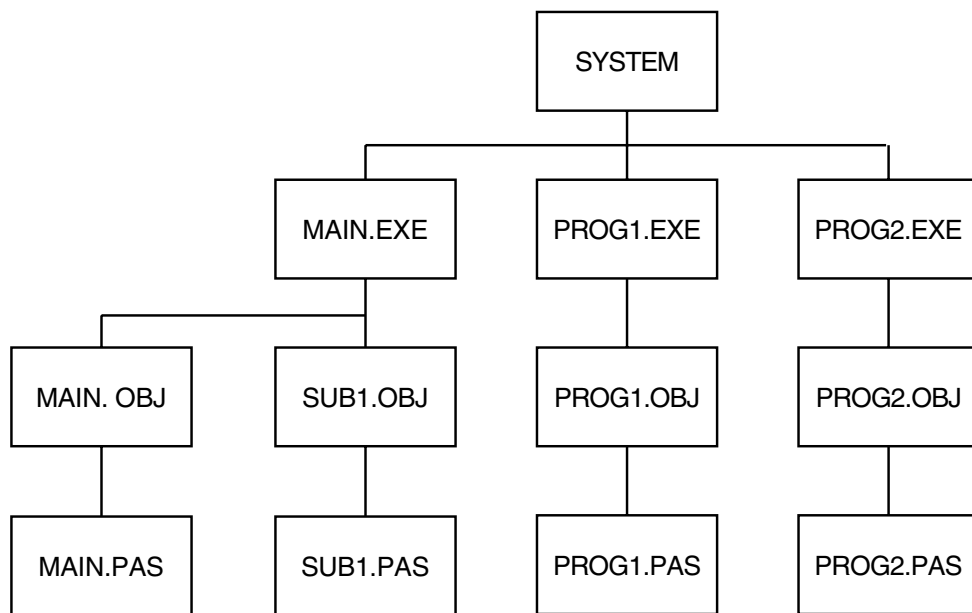 SYSTEM
MAIN.EXE
PROG1.EXE
PROG2.EXE
MAIN. OBJ
SUB1.OBJ
PROG1.OBJ
PROG2.OBJ
MAIN.PAS
SUB1.PAS
PROG1.PAS
PROG2.PAS